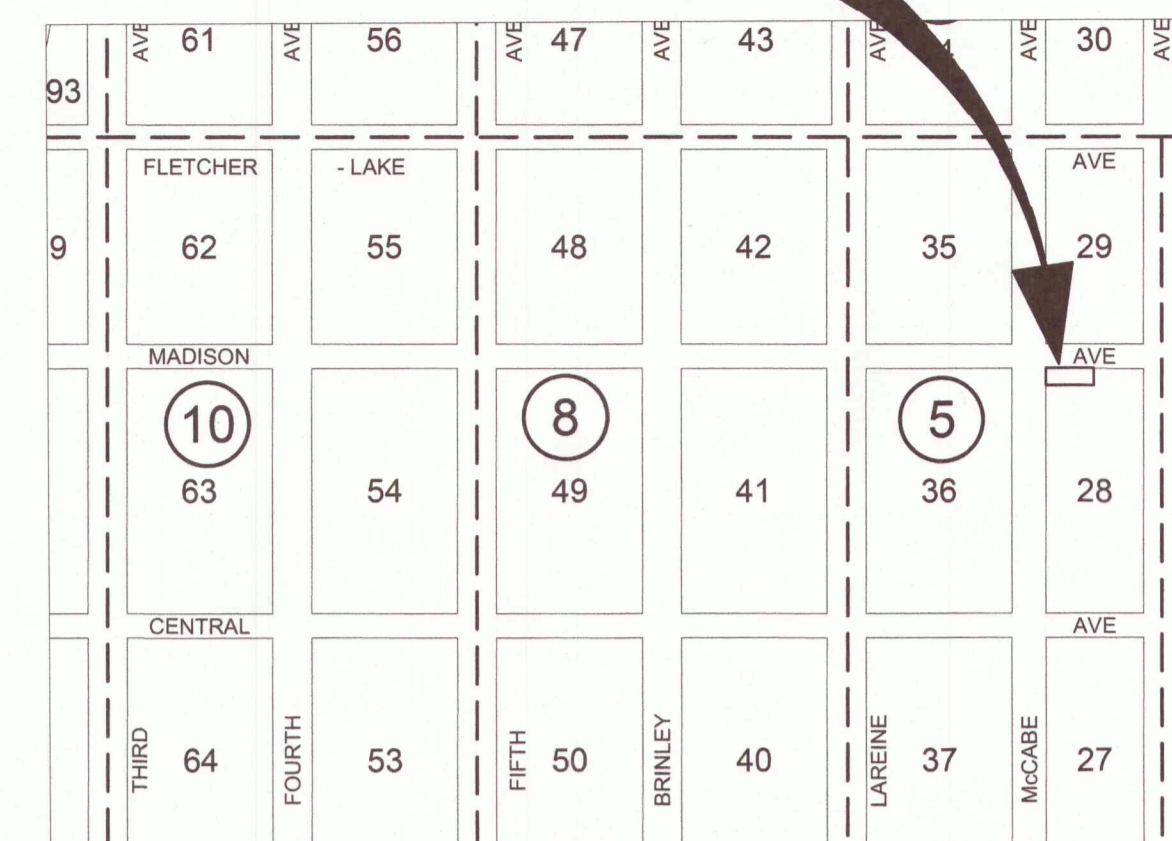 AVE 61 AVE 56 AVE 47 AVE 43 AVE AVE 30 AVE
93
FLETCHER - LAKE AVE
9 62 55 48 42 35 29
MADISON AVE
10 8 5
63 54 49 41 36 28
CENTRAL AVE
THIRD 64 FOURTH 53 FIFTH 50 BRINLEY 40 LAREINE 37 McCABE 27